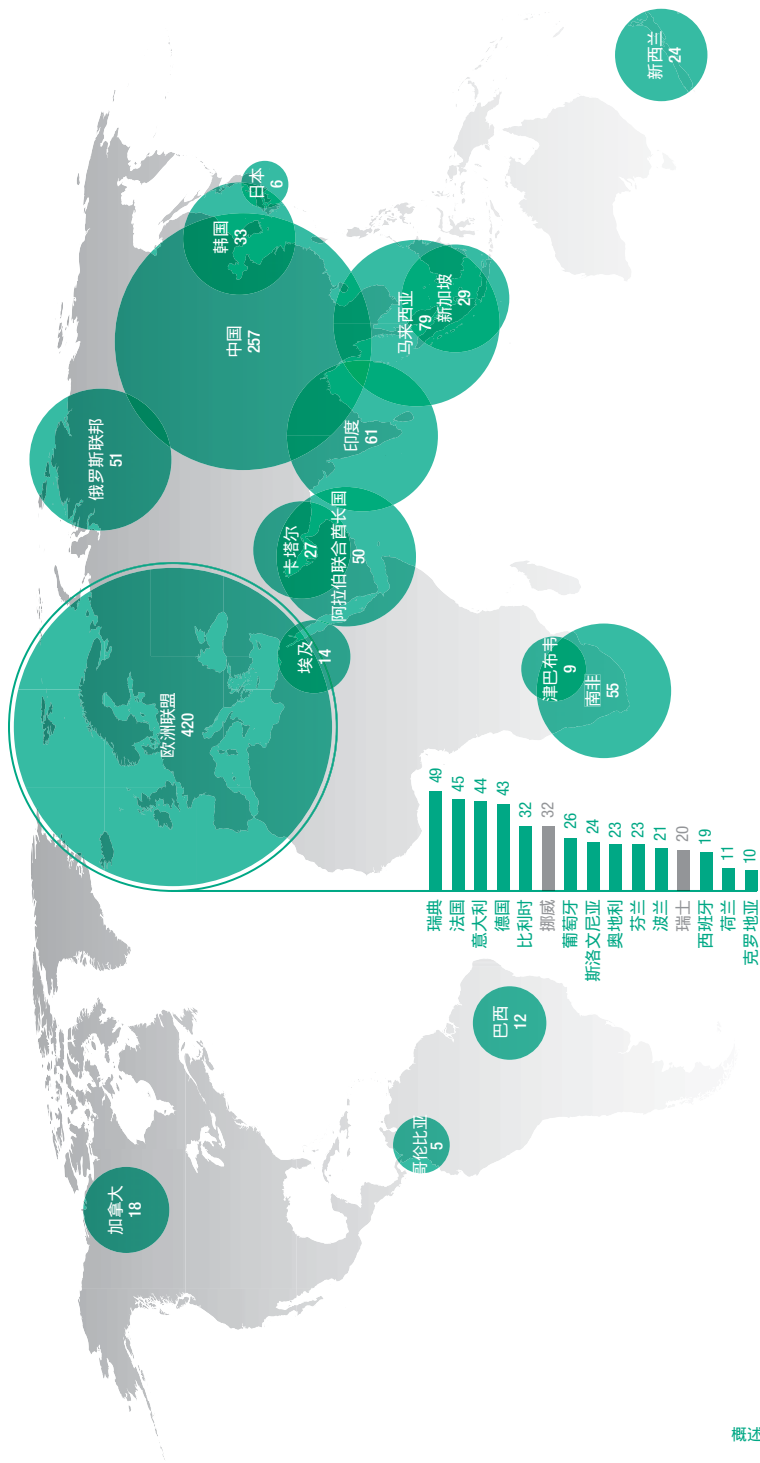 加拿大
18
俄罗斯联邦
51
欧洲联盟
420
韩国
33
中国
257
日本
6
卡塔尔
27
埃及
14
阿拉伯联合酋长国
50
印度
61
马来西亚
79
新加坡
29
哥伦比亚
5
巴西
12
津巴布韦
9
南非
55
新西兰
24
瑞典 49
法国 45
意大利 44
德国 43
比利时 32
挪威 32
葡萄牙 26
斯洛文尼亚 24
奥地利 23
芬兰 23
波兰 21
瑞士 20
西班牙 19
荷兰 11
克罗地亚 10
概述